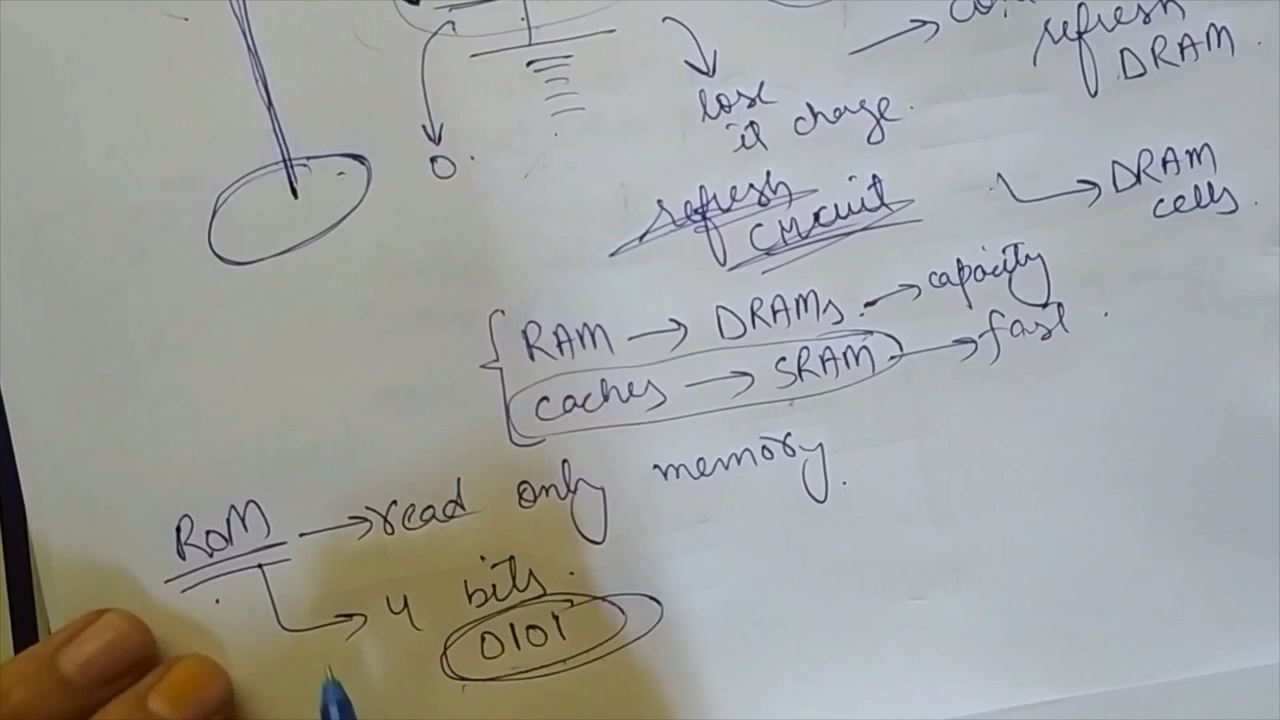 refresh
DRAM.
lose
it charge.
0.
DRAM
cells.
refresh
circuit
RAM → DRAMs. → capacity
caches → SRAM → fast.
ROM → read only memory.
→ 4 bits.
0101